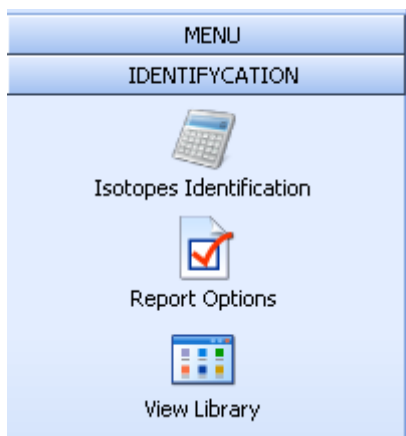 MENU
IDENTIFYCATION
Isotopes Identification
Report Options
View Library